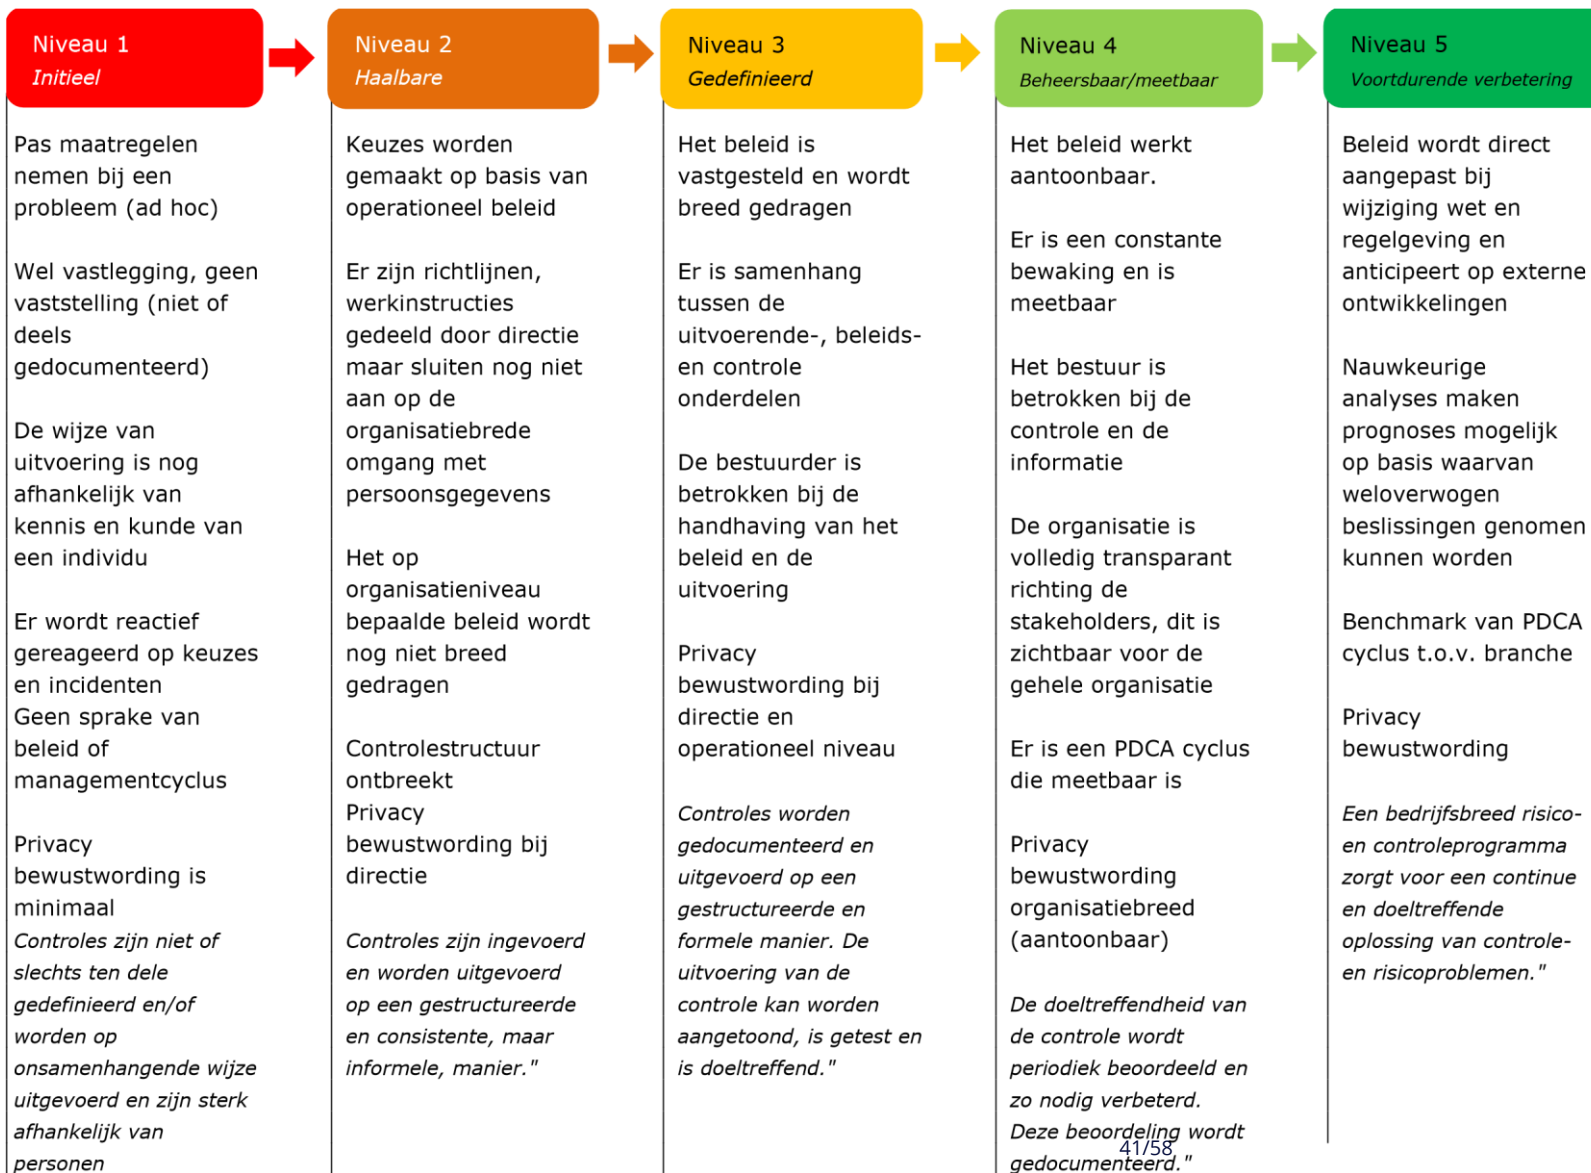 Niveau 1
Initieel
Pas maatregelen
nemen bij een
probleem (ad hoc)
Wel vastlegging, geen
vaststelling (niet of
deels
gedocumenteerd)
De wijze van
uitvoering is nog
afhankelijk van
kennis en kunde van
een individu
Er wordt reactief
gereageerd op keuzes
en incidenten
Geen sprake van
beleid of
managementcyclus
Privacy
bewustwording is
minimaal
Controles zijn niet of
slechts ten dele
gedefinieerd en/of
worden op
onsamenhangende wijze
uitgevoerd en zijn sterk
afhankelijk van
personen
Niveau 2
Haalbare
Keuzes worden
gemaakt op basis van
operationeel beleid
Er zijn richtlijnen,
werkinstructies
gedeeld door directie
maar sluiten nog niet
aan op de
organisatiebrede
omgang met
persoonsgegevens
Het op
organisatieniveau
bepaalde beleid wordt
nog niet breed
gedragen
Controlestructuur
ontbreekt
Privacy
bewustwording bij
directie
Controles zijn ingevoerd
en worden uitgevoerd
op een gestructureerde
en consistente, maar
informele, manier."
Niveau 3
Gedefinieerd
Het beleid is
vastgesteld en wordt
breed gedragen
Er is samenhang
tussen de
uitvoerende-, beleids-
en controle
onderdelen
De bestuurder is
betrokken bij de
handhaving van het
beleid en de
uitvoering
Privacy
bewustwording bij
directie en
operationeel niveau
Controles worden
gedocumenteerd en
uitgevoerd op een
gestructureerde en
formele manier. De
uitvoering van de
controle kan worden
aangetoond, is getest en
is doeltreffend."
Niveau 4
Beheersbaar/meetbaar
Het beleid werkt
aantoonbaar.
Er is een constante
bewaking en is
meetbaar
Het bestuur is
betrokken bij de
controle en de
informatie
De organisatie is
volledig transparant
richting de
stakeholders, dit is
zichtbaar voor de
gehele organisatie
Er is een PDCA cyclus
die meetbaar is
Privacy
bewustwording
organisatiebreed
(aantoonbaar)
De doeltreffendheid van
de controle wordt
periodiek beoordeeld en
zo nodig verbeterd.
Deze beoordeling wordt
gedocumenteerd."
Niveau 5
Voortdurende verbetering
Beleid wordt direct
aangepast bij
wijziging wet en
regelgeving en
anticipeert op externe
ontwikkelingen
Nauwkeurige
analyses maken
prognoses mogelijk
op basis waarvan
weloverwogen
beslissingen genomen
kunnen worden
Benchmark van PDCA
cyclus t.o.v. branche
Privacy
bewustwording
Een bedrijfsbreed risico-
en controleprogramma
zorgt voor een continue
en doeltreffende
oplossing van controle-
en risicoproblemen."
41/58